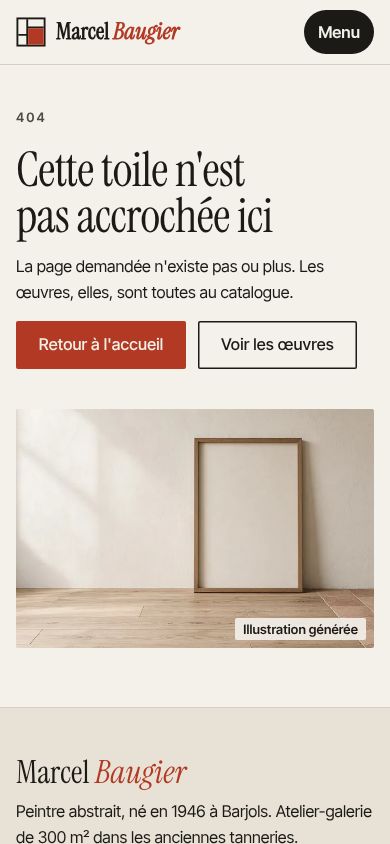 Marcel Baugier
Menu
404
Cette toile n'est
pas accrochée ici
La page demandée n'existe pas ou plus. Les
œuvres, elles, sont toutes au catalogue.
Retour à l'accueil
Voir les œuvres
Illustration générée
Marcel Baugier
Peintre abstrait, né en 1946 à Barjols. Atelier-galerie
de 300 m² dans les anciennes tanneries.